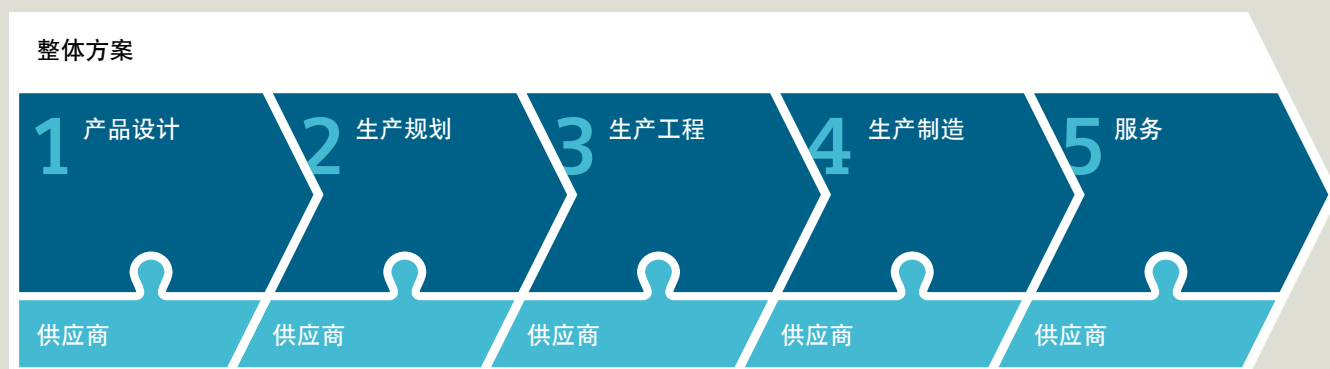 整体方案
1 产品设计
2 生产规划
3 生产工程
4 生产制造
5 服务
供应商
供应商
供应商
供应商
供应商